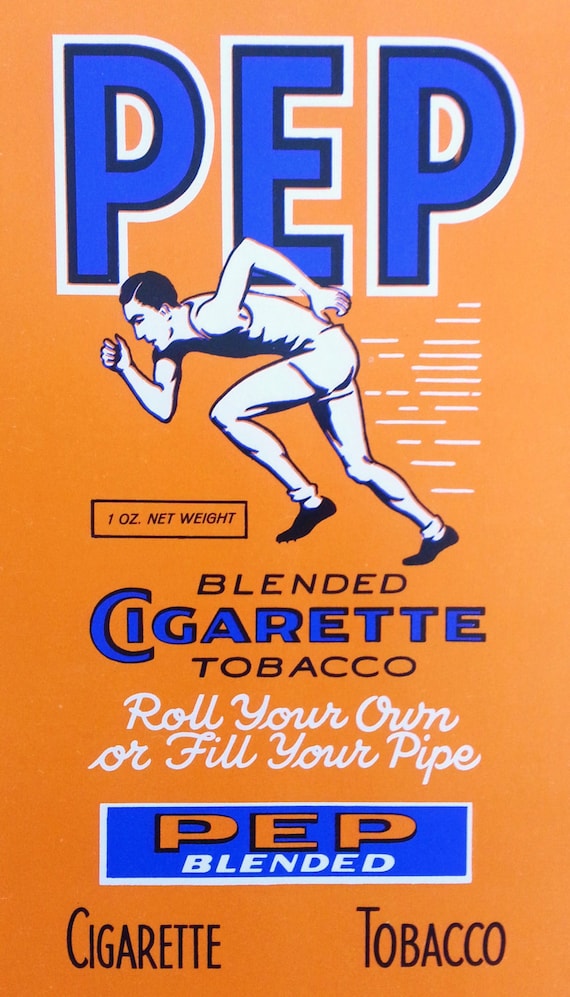 PEP
1 OZ. NET WEIGHT
BLENDED
CIGARETTE
TOBACCO
Roll Your Own
or Fill Your Pipe
PEP
BLENDED
CIGARETTE TOBACCO